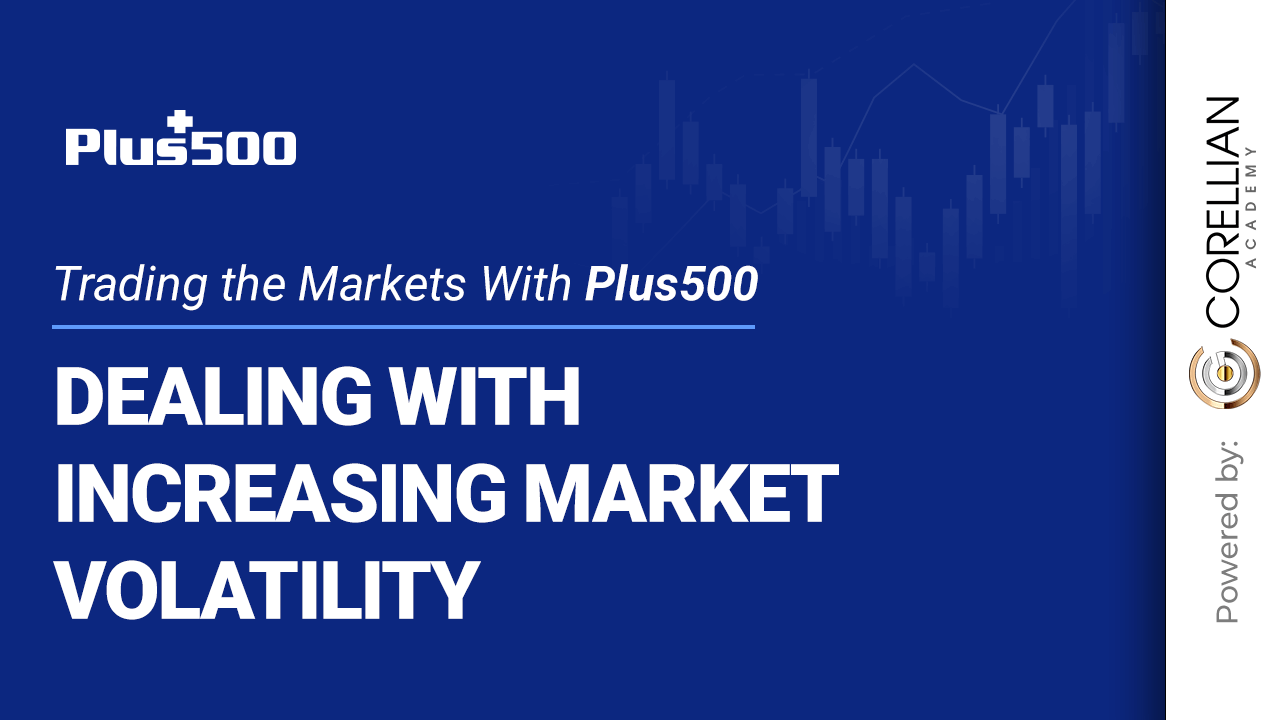 Plus500
Trading the Markets With Plus500
DEALING WITH
INCREASING MARKET
VOLATILITY
Powered by:
CORELLIAN
ACADEMY